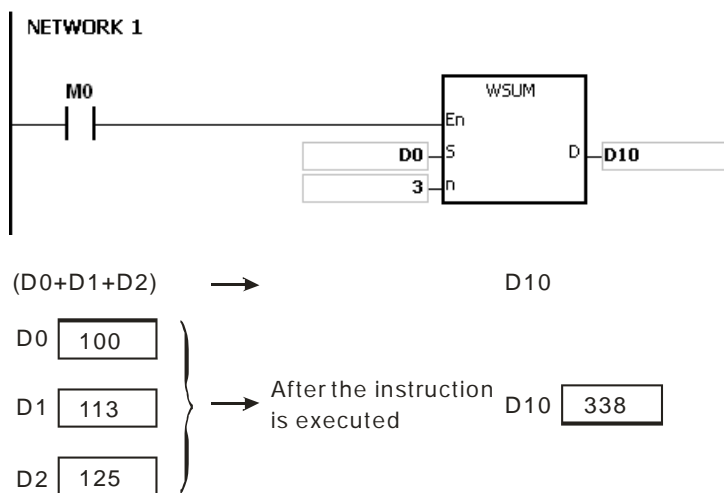 NETWORK 1
M0
WSUM
En
D0 S D D10
3 n
(D0+D1+D2) D10
D0 100
D1 113
D2 125
After the instruction
is executed
D10 338